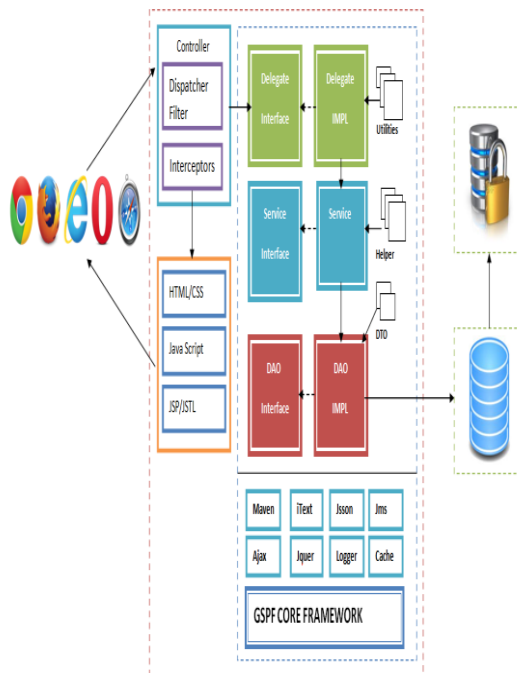 Controller
Dispatcher
Filter
Interceptors
HTML/CSS
Java Script
JSP/JSTL
Delegate
Interface
Delegate
IMPL
Utilities
Service
Interface
Service
Helper
DTO
DAO
Interface
DAO
IMPL
Maven
iText
Jsson
Jms
Ajax
Jquer
Logger
Cache
GSPF CORE FRAMEWORK